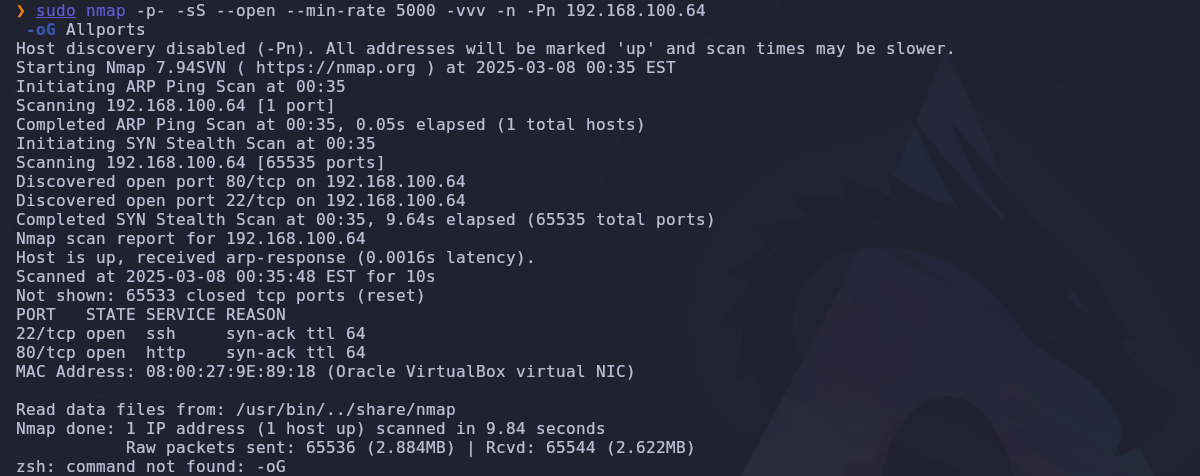 ❯ sudo nmap -p- -sS --open --min-rate 5000 -vvv -n -Pn 192.168.100.64
-oG Allports
Host discovery disabled (-Pn). All addresses will be marked 'up' and scan times may be slower.
Starting Nmap 7.94SVN ( https://nmap.org ) at 2025-03-08 00:35 EST
Initiating ARP Ping Scan at 00:35
Scanning 192.168.100.64 [1 port]
Completed ARP Ping Scan at 00:35, 0.05s elapsed (1 total hosts)
Initiating SYN Stealth Scan at 00:35
Scanning 192.168.100.64 [65535 ports]
Discovered open port 80/tcp on 192.168.100.64
Discovered open port 22/tcp on 192.168.100.64
Completed SYN Stealth Scan at 00:35, 9.64s elapsed (65535 total ports)
Nmap scan report for 192.168.100.64
Host is up, received arp-response (0.0016s latency).
Scanned at 2025-03-08 00:35:48 EST for 10s
Not shown: 65533 closed tcp ports (reset)
PORT   STATE SERVICE REASON
22/tcp open  ssh     syn-ack ttl 64
80/tcp open  http    syn-ack ttl 64
MAC Address: 08:00:27:9E:89:18 (Oracle VirtualBox virtual NIC)

Read data files from: /usr/bin/../share/nmap
Nmap done: 1 IP address (1 host up) scanned in 9.84 seconds
           Raw packets sent: 65536 (2.884MB) | Rcvd: 65544 (2.622MB)
zsh: command not found: -oG